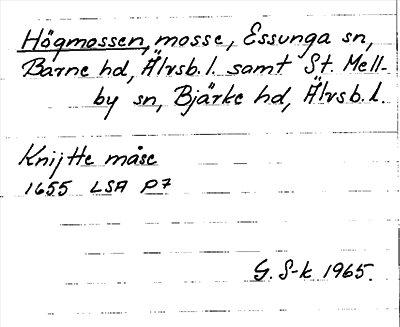 Högmossen, mosse, Essunga sn,
Barne hd, Älvsb. l. samt St. Mell-
by sn, Bjärke hd, Älvsb. l.
Knijtte måse
1655 LSA P7
G. S-k 1965.